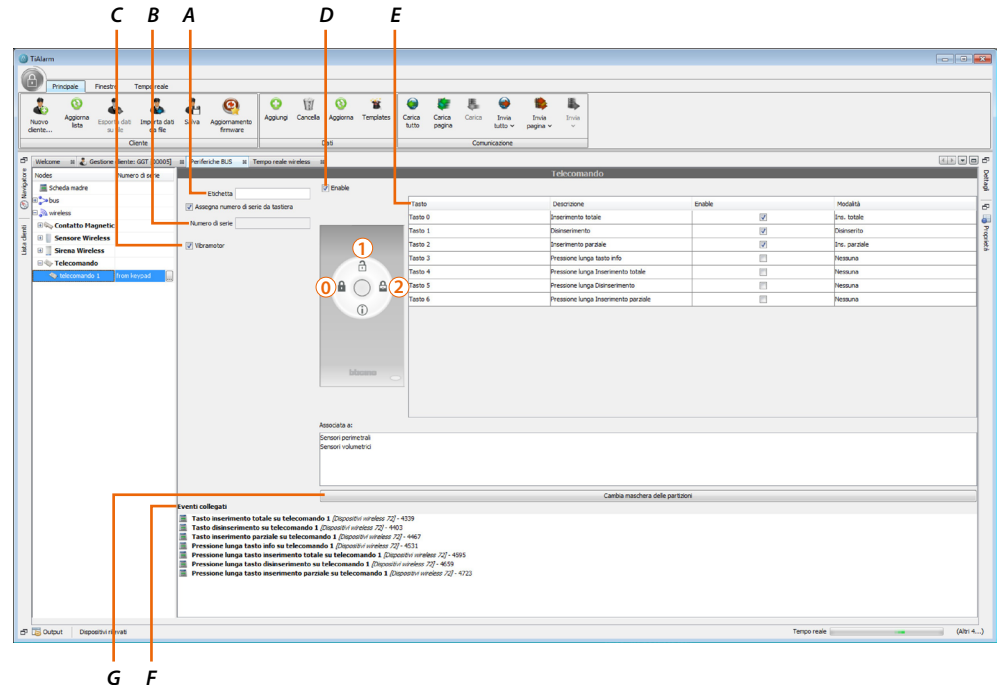 C B A D E
TiAlarm
Principale Finestre Tempo reale
Nuovo cliente...
Aggiorna lista
Esporta dati su file
Importa dati da file
Salva
Aggiornamento firmware
Aggiungi
Cancella
Aggiorna
Templates
Carica tutto
Carica pagina
Carica
Invia tutto
Invia pagina
Invia
Cliente Dati Comunicazione
Welcome Gestione cliente: GGT [00005] Periferiche BUS Tempo reale wireless
Navigatore
Lista clienti
Dettagli
Proprietà
Nodes Numero di serie
Scheda madre
bus
wireless
Contatto Magnetic
Sensore Wireless
Sirena Wireless
Telecomando
telecomando 1 from keypad ...
Telecomando
Etichetta
Assegna numero di serie da tastiera
Numero di serie
Vibramotor
Enable
1
0 2
bticino
Tasto Descrizione Enable Modalità
Tasto 0 Inserimento totale Ins. totale
Tasto 1 Disinserimento Disinserito
Tasto 2 Inserimento parziale Ins. parziale
Tasto 3 Pressione lunga tasto info Nessuna
Tasto 4 Pressione lunga Inserimento totale Nessuna
Tasto 5 Pressione lunga Disinserimento Nessuna
Tasto 6 Pressione lunga Inserimento parziale Nessuna
Associata a:
Sensori perimetrali
Sensori volumetrici
Cambia maschera delle partizioni
Eventi collegati
Tasto inserimento totale su telecomando 1 [Dispositivi wireless 72] - 4339
Tasto disinserimento su telecomando 1 [Dispositivi wireless 72] - 4403
Tasto inserimento parziale su telecomando 1 [Dispositivi wireless 72] - 4467
Pressione lunga tasto info su telecomando 1 [Dispositivi wireless 72] - 4531
Pressione lunga tasto inserimento totale su telecomando 1 [Dispositivi wireless 72] - 4595
Pressione lunga tasto disinserimento su telecomando 1 [Dispositivi wireless 72] - 4659
Pressione lunga tasto inserimento parziale su telecomando 1 [Dispositivi wireless 72] - 4723
Output Dispositivi rilevati Tempo reale (Altri 4...)
G F